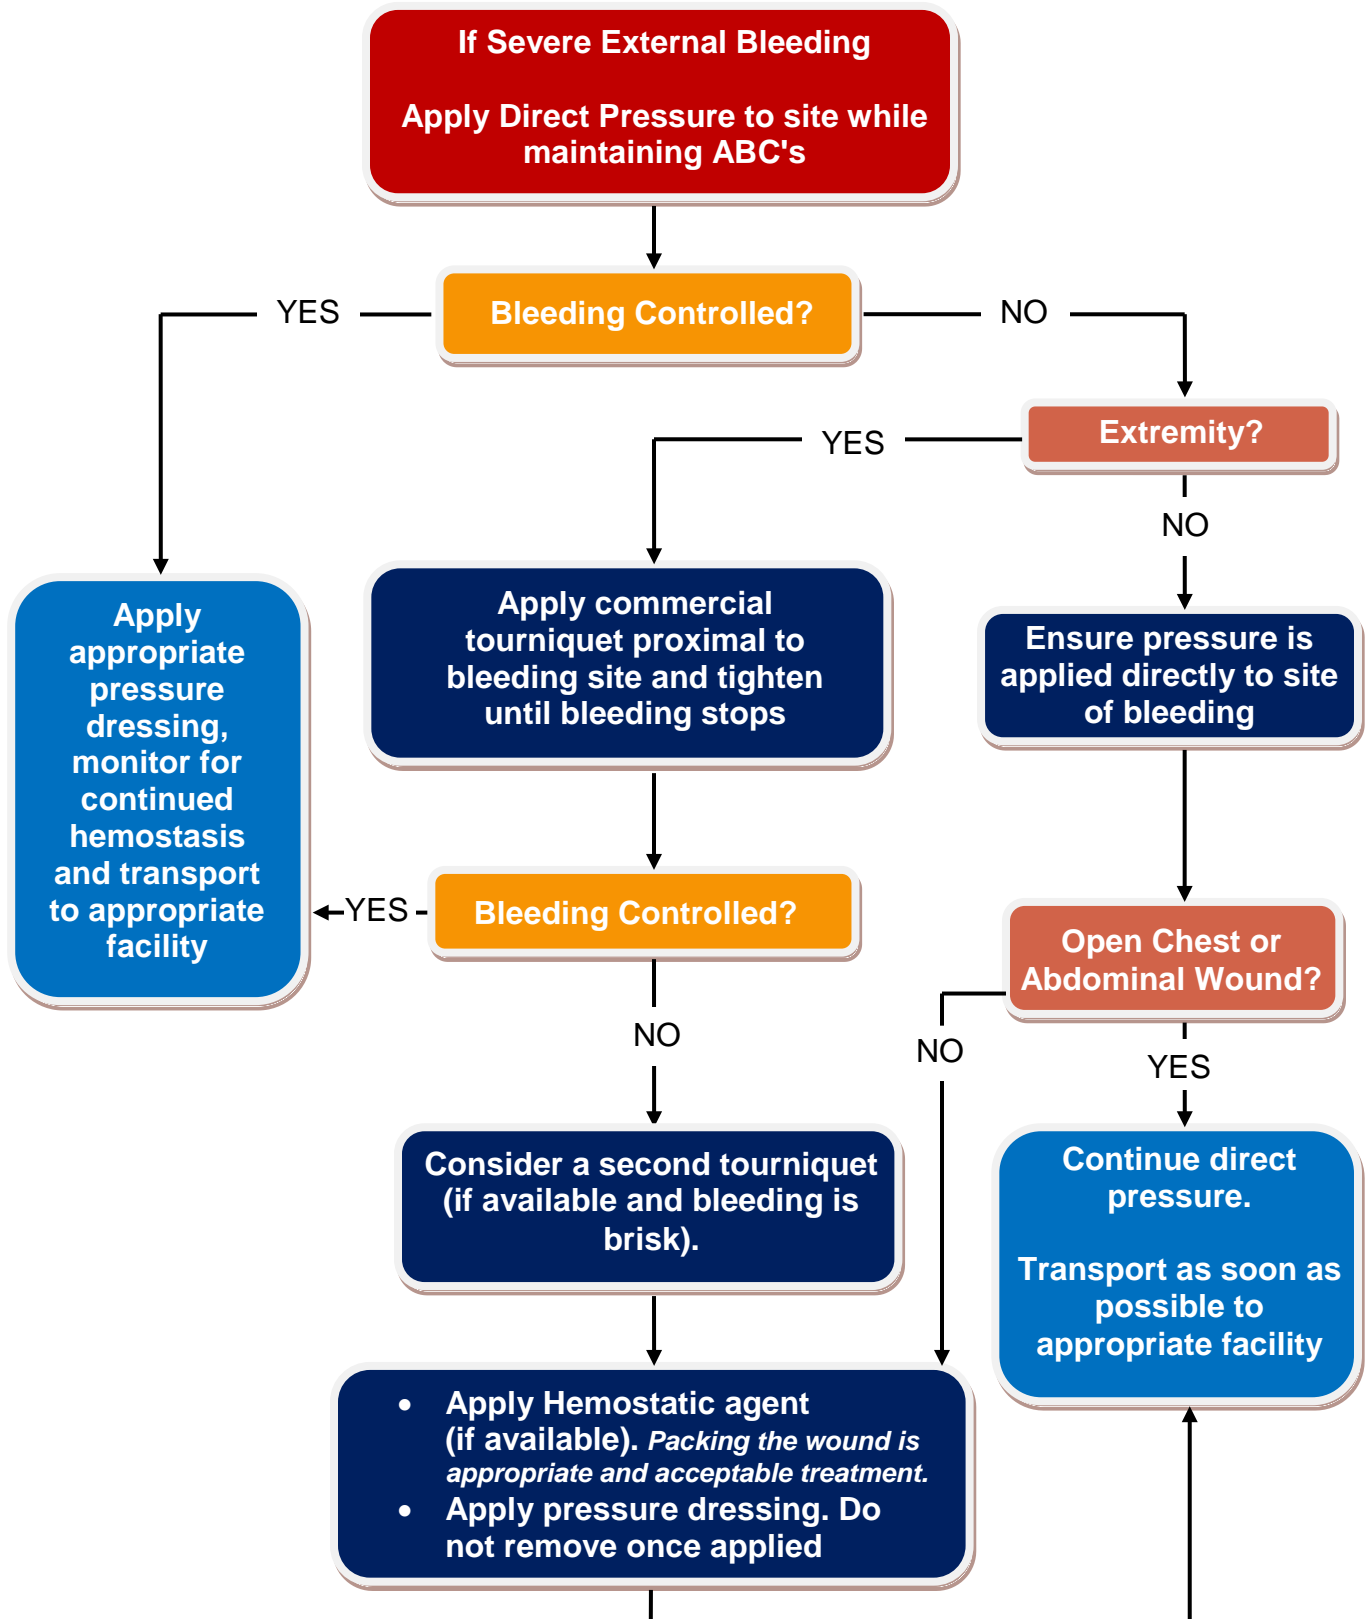 If Severe External Bleeding
Apply Direct Pressure to site while
maintaining ABC's
YES
Bleeding Controlled?
NO
YES
Extremity?
NO
Apply
appropriate
pressure
dressing,
monitor for
continued
hemostasis
and transport
to appropriate
facility
Apply commercial
tourniquet proximal to
bleeding site and tighten
until bleeding stops
Ensure pressure is
applied directly to site
of bleeding
YES
Bleeding Controlled?
Open Chest or
Abdominal Wound?
NO
NO
YES
Consider a second tourniquet
(if available and bleeding is
brisk).
Continue direct
pressure.
Transport as soon as
possible to
appropriate facility
• Apply Hemostatic agent
(if available). Packing the wound is
appropriate and acceptable treatment.
• Apply pressure dressing. Do
not remove once applied